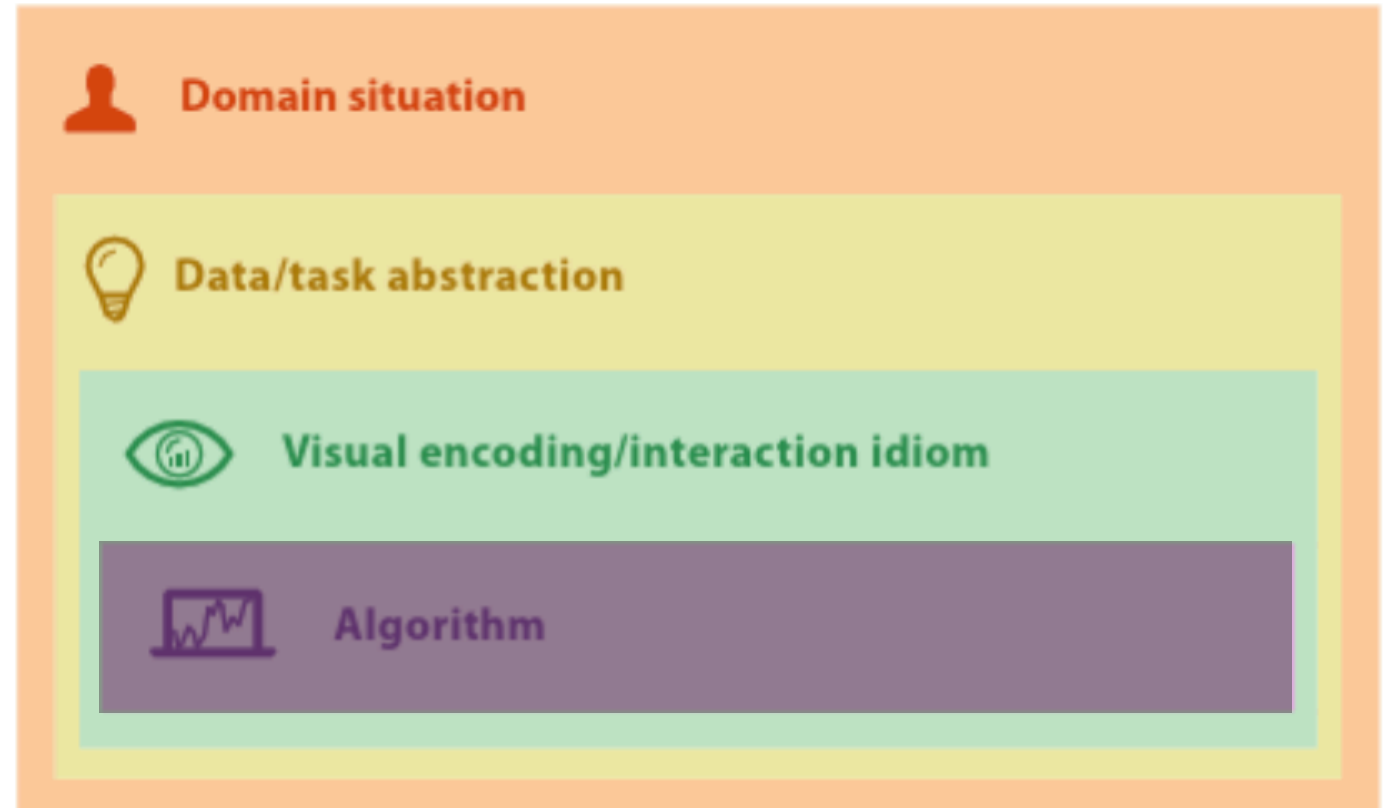 Domain situation
Data/task abstraction
Visual encoding/interaction idiom
Algorithm